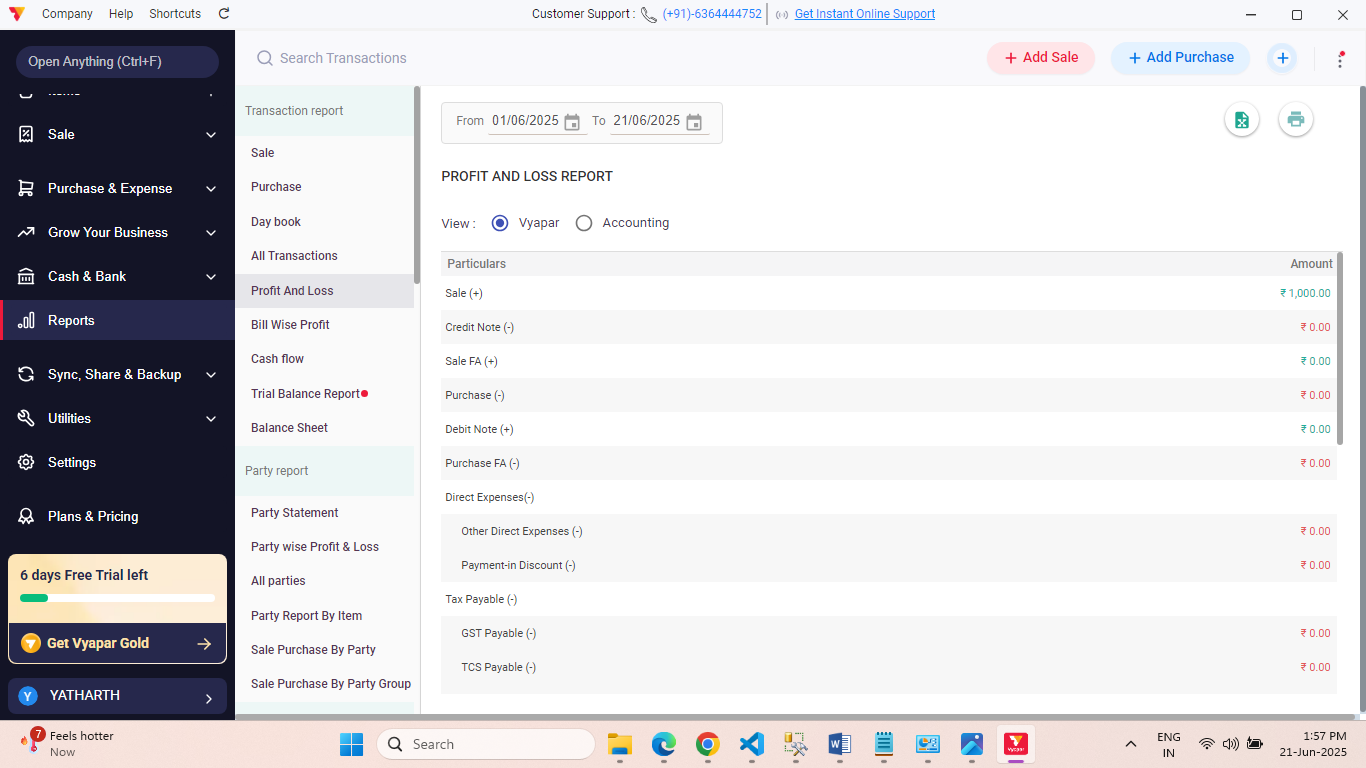 Company Help Shortcuts
Customer Support : (+91)-6364444752 Get Instant Online Support
Open Anything (Ctrl+F)
Search Transactions
Add Sale
Add Purchase
Sale
Purchase & Expense
Grow Your Business
Cash & Bank
Reports
Sync, Share & Backup
Utilities
Settings
Plans & Pricing
6 days Free Trial left
Get Vyapar Gold
Y YATHARTH
Transaction report
Sale
Purchase
Day book
All Transactions
Profit And Loss
Bill Wise Profit
Cash flow
Trial Balance Report
Balance Sheet
Party report
Party Statement
Party wise Profit & Loss
All parties
Party Report By Item
Sale Purchase By Party
Sale Purchase By Party Group
From 01/06/2025 To 21/06/2025
PROFIT AND LOSS REPORT
View : Vyapar Accounting
Particulars Amount
Sale (+) ₹ 1,000.00
Credit Note (-) ₹ 0.00
Sale FA (+) ₹ 0.00
Purchase (-) ₹ 0.00
Debit Note (+) ₹ 0.00
Purchase FA (-) ₹ 0.00
Direct Expenses(-)
Other Direct Expenses (-) ₹ 0.00
Payment-in Discount (-) ₹ 0.00
Tax Payable (-)
GST Payable (-) ₹ 0.00
TCS Payable (-) ₹ 0.00
7
Feels hotter
Now
Search
Vyapar
ENG
IN
1:57 PM
21-Jun-2025